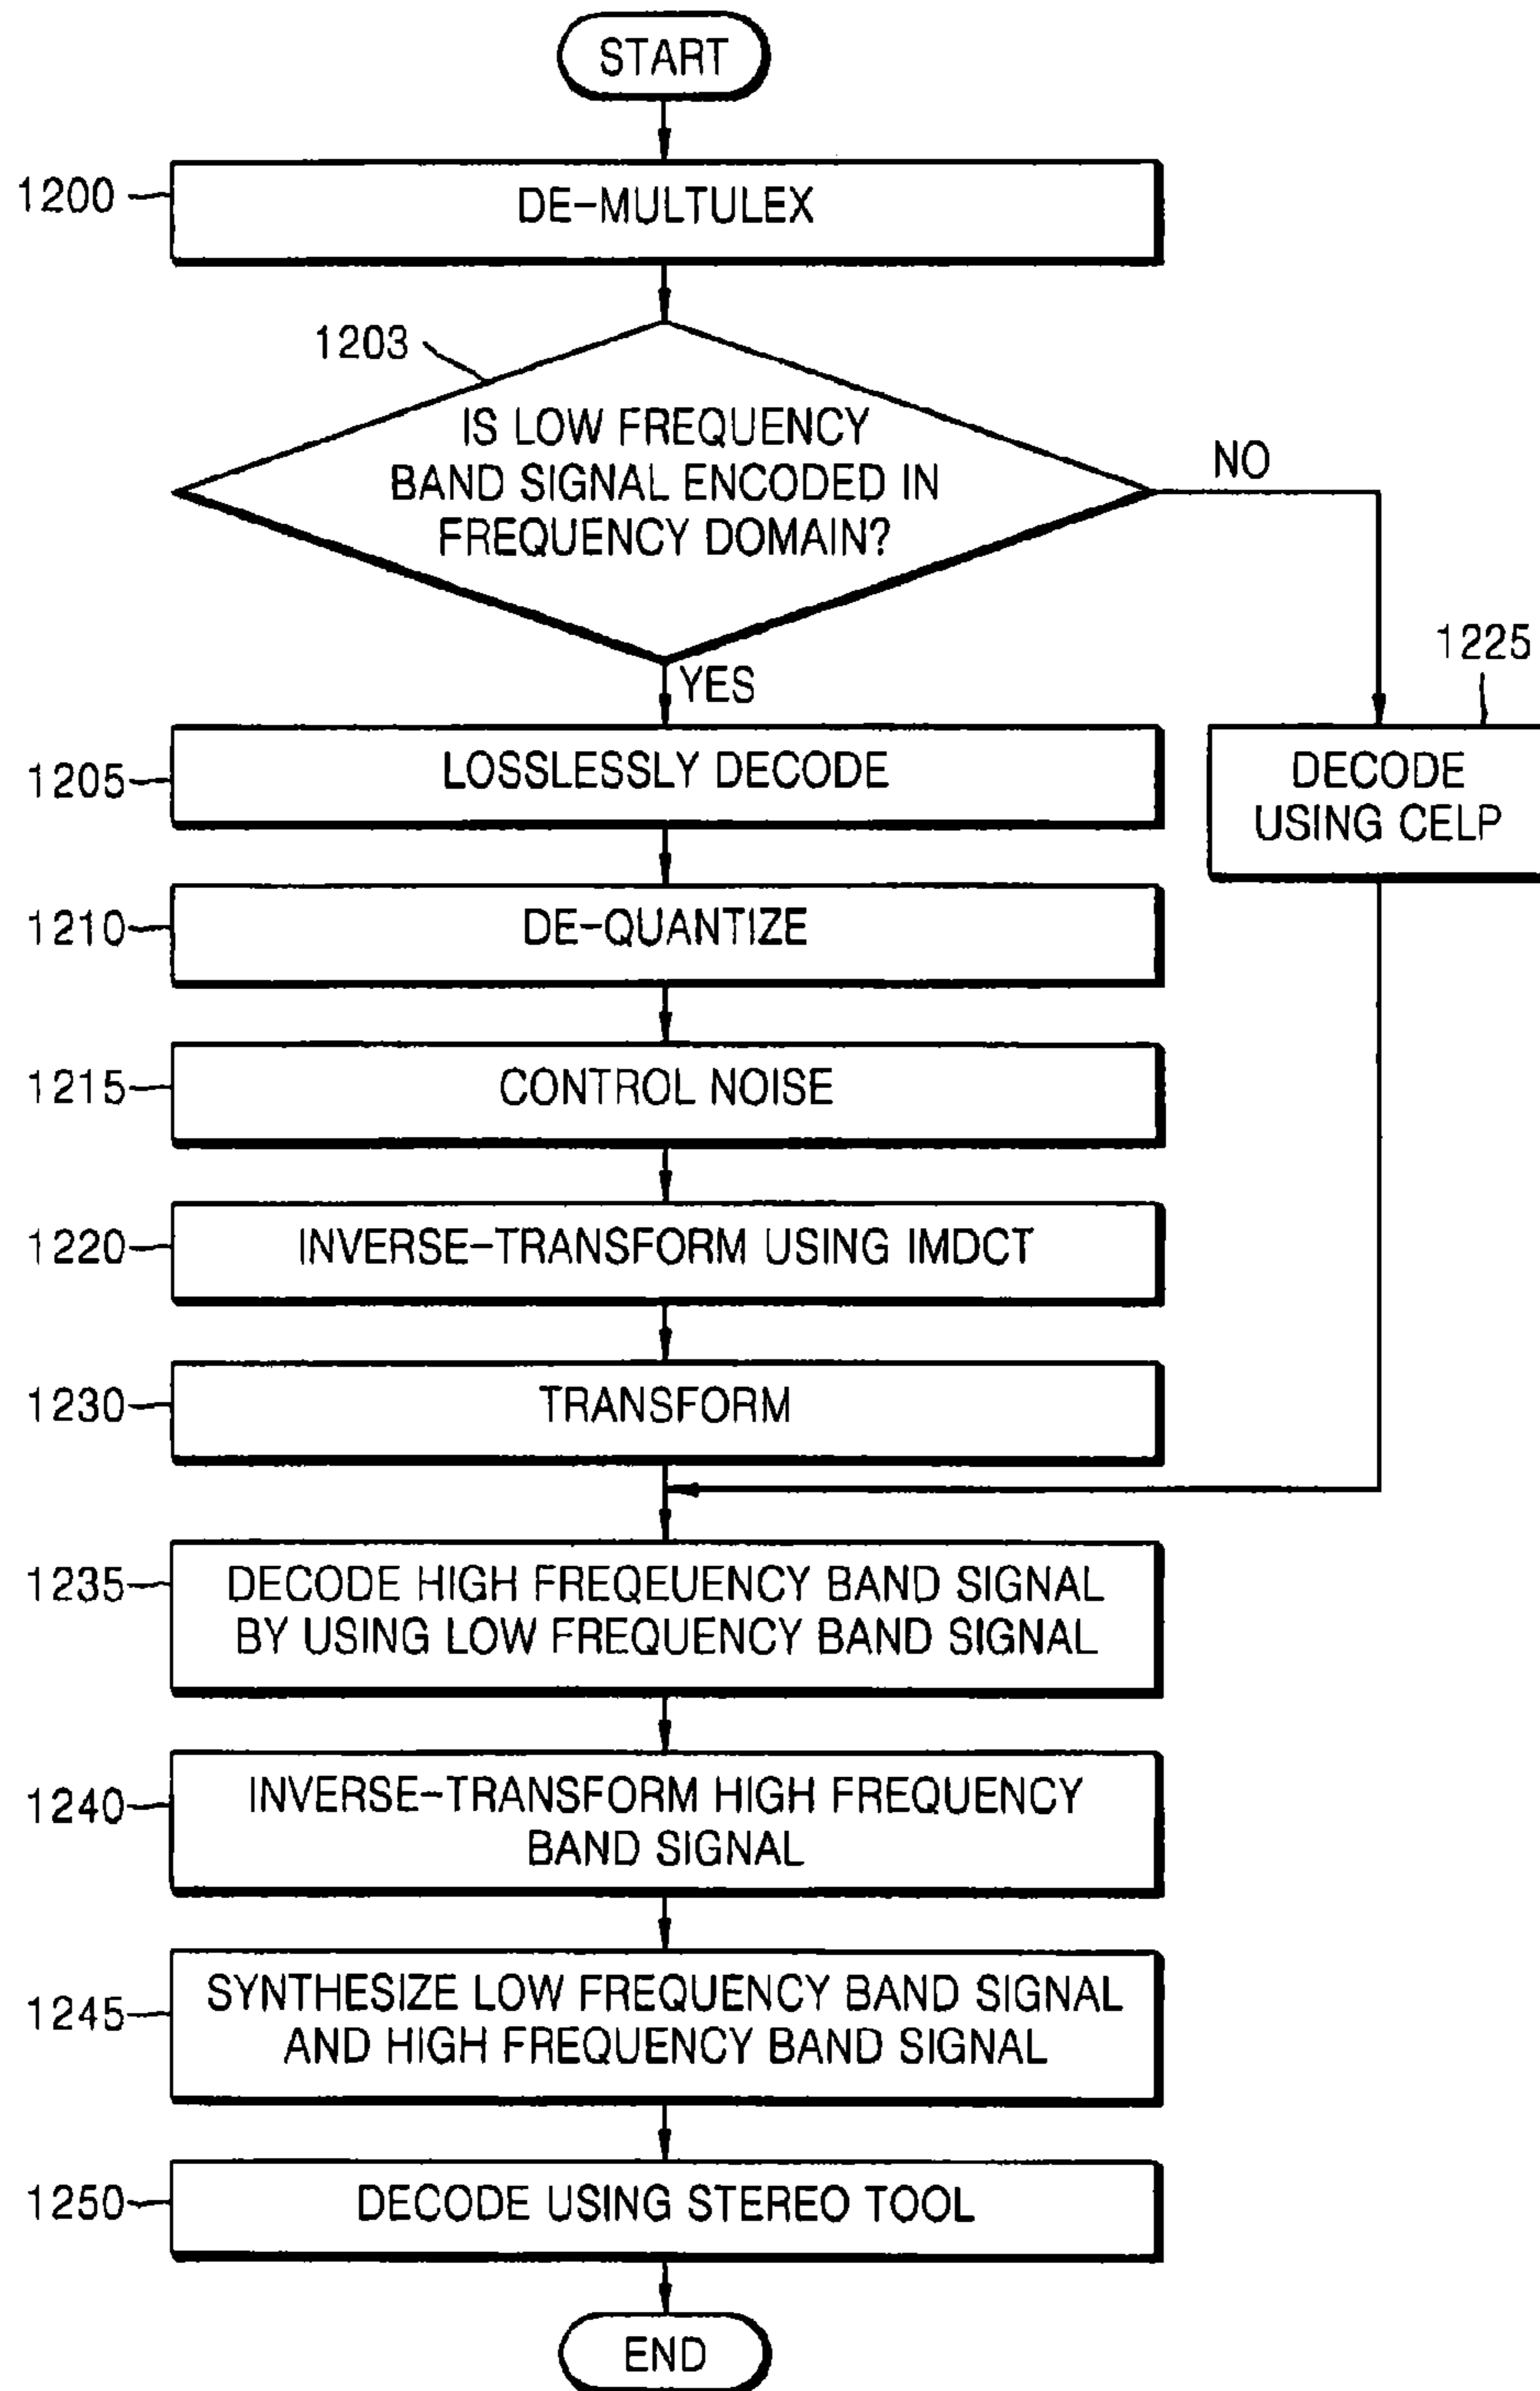 START
1200
DE-MULTULEX
1203
IS LOW FREQUENCY
BAND SIGNAL ENCODED IN
FREQUENCY DOMAIN?
NO
YES
1225
1205
LOSSLESSLY DECODE
DECODE
USING CELP
1210
DE-QUANTIZE
1215
CONTROL NOISE
1220
INVERSE-TRANSFORM USING IMDCT
1230
TRANSFORM
1235
DECODE HIGH FREQEUENCY BAND SIGNAL
BY USING LOW FREQUENCY BAND SIGNAL
1240
INVERSE-TRANSFORM HIGH FREQUENCY
BAND SIGNAL
1245
SYNTHESIZE LOW FREQUENCY BAND SIGNAL
AND HIGH FREQUENCY BAND SIGNAL
1250
DECODE USING STEREO TOOL
END